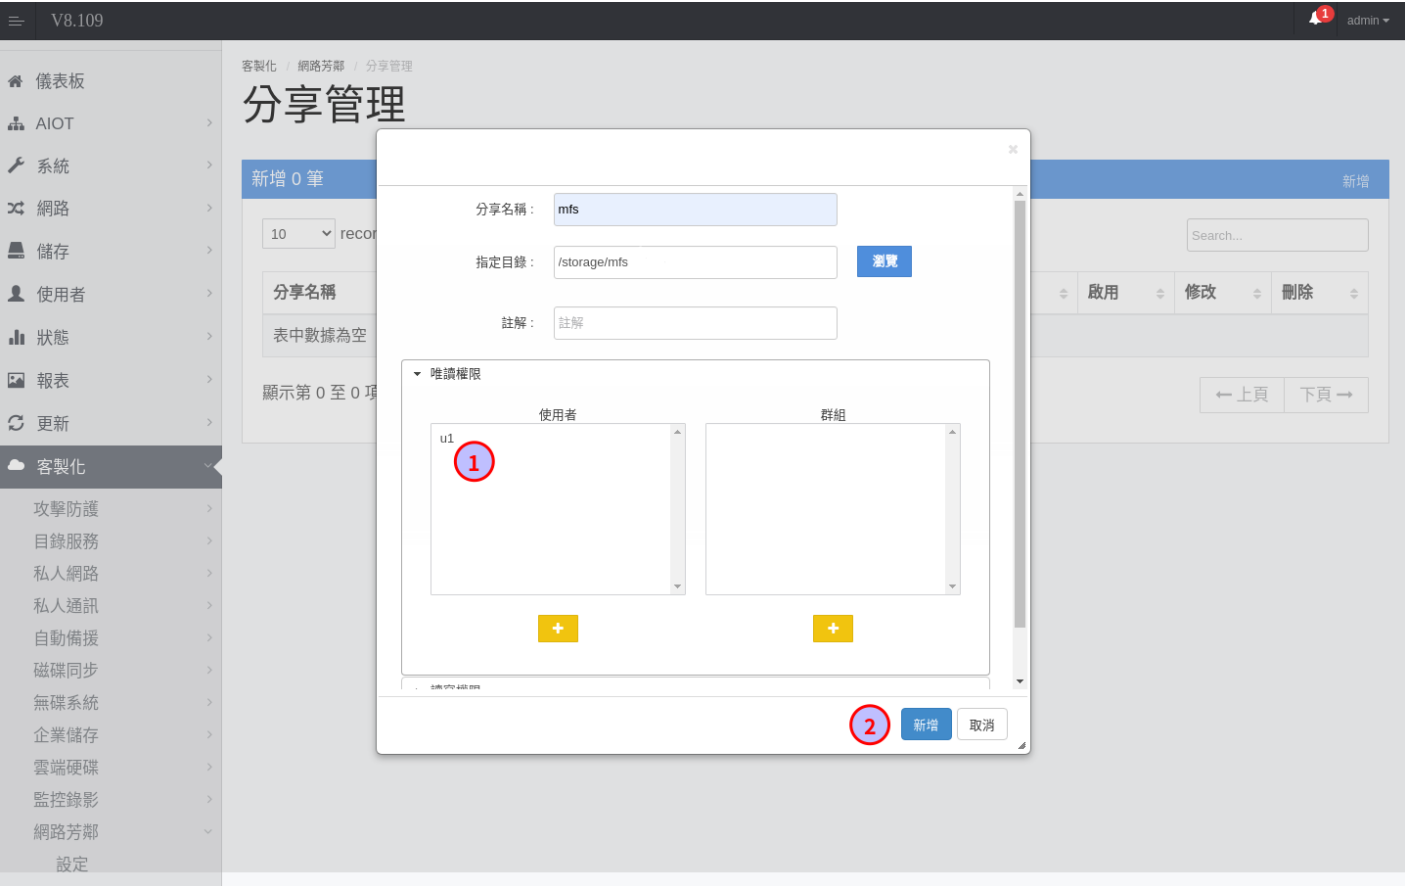 V8.109
1
admin
儀表板
AIOT
系統
網路
儲存
使用者
狀態
報表
更新
客製化
攻擊防護
目錄服務
私人網路
私人通訊
自動備援
磁碟同步
無碟系統
企業儲存
雲端硬碟
監控錄影
網路芳鄰
設定
客製化 / 網路芳鄰 / 分享管理
分享管理
新增 0 筆
新增
10
recor
Search...
分享名稱
啟用
修改
刪除
表中數據為空
顯示第 0 至 0 項
←上頁
下頁→
×
分享名稱 :
mfs
指定目錄 :
/storage/mfs
瀏覽
註解 :
註解
唯讀權限
使用者
群組
u1
1
+
+
讀寫權限
2
新增
取消